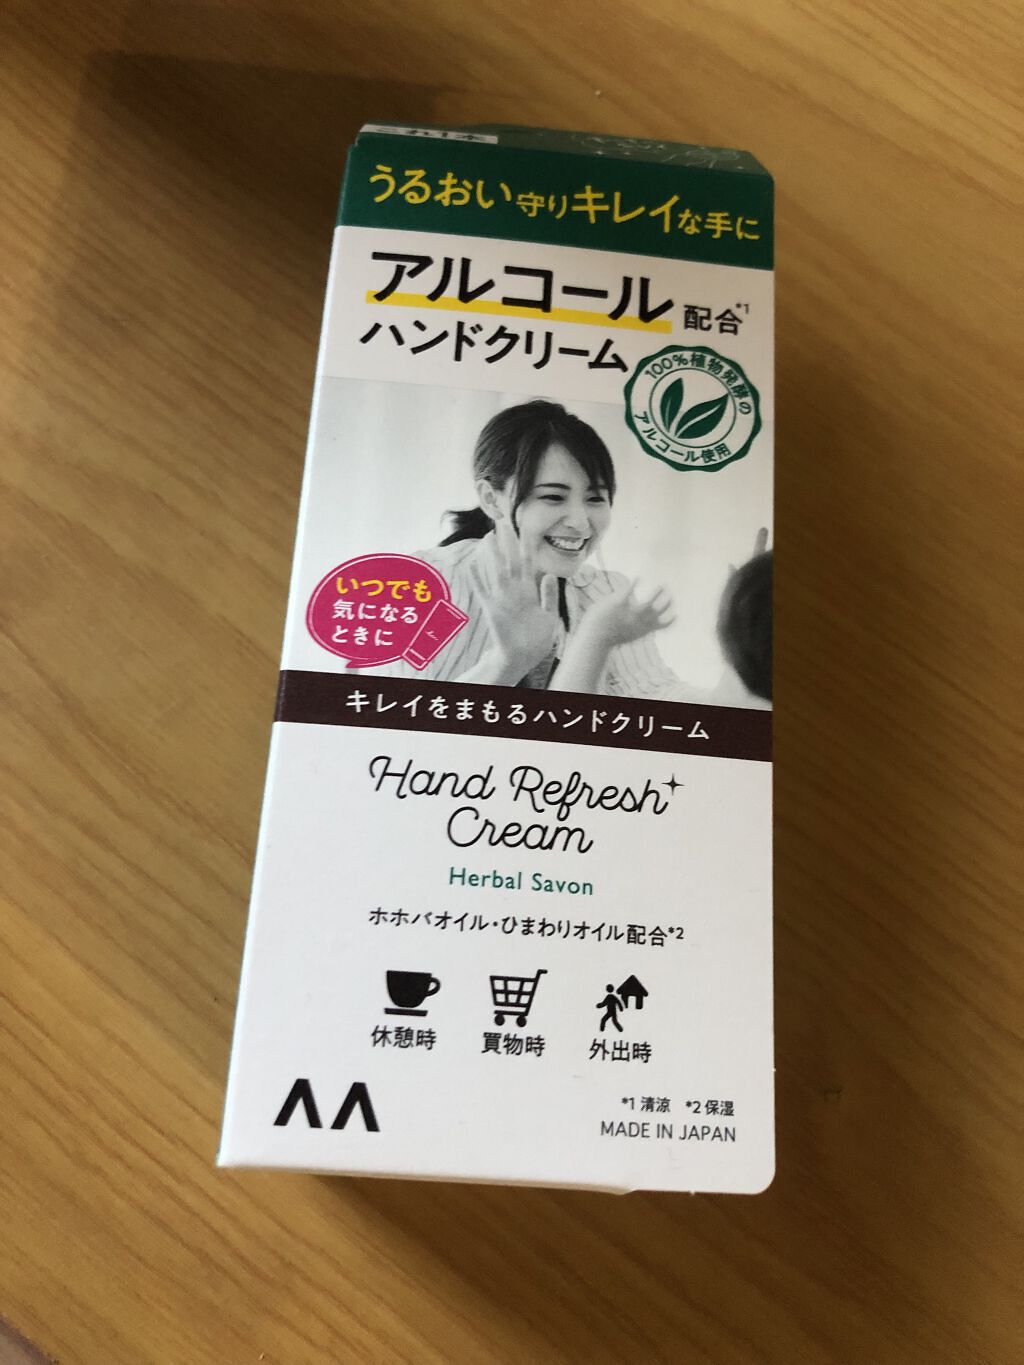 これ1本
うるおい守りキレイな手に
アルコール配合*1
ハンドクリーム
100%植物発酵の
アルコール使用
いつでも
気になる
ときに
キレイをまもるハンドクリーム
Hand Refresh
Cream
Herbal Savon
ホホバオイル・ひまわりオイル配合*2
休憩時 買物時 外出時
*1 清涼 *2 保湿
MADE IN JAPAN